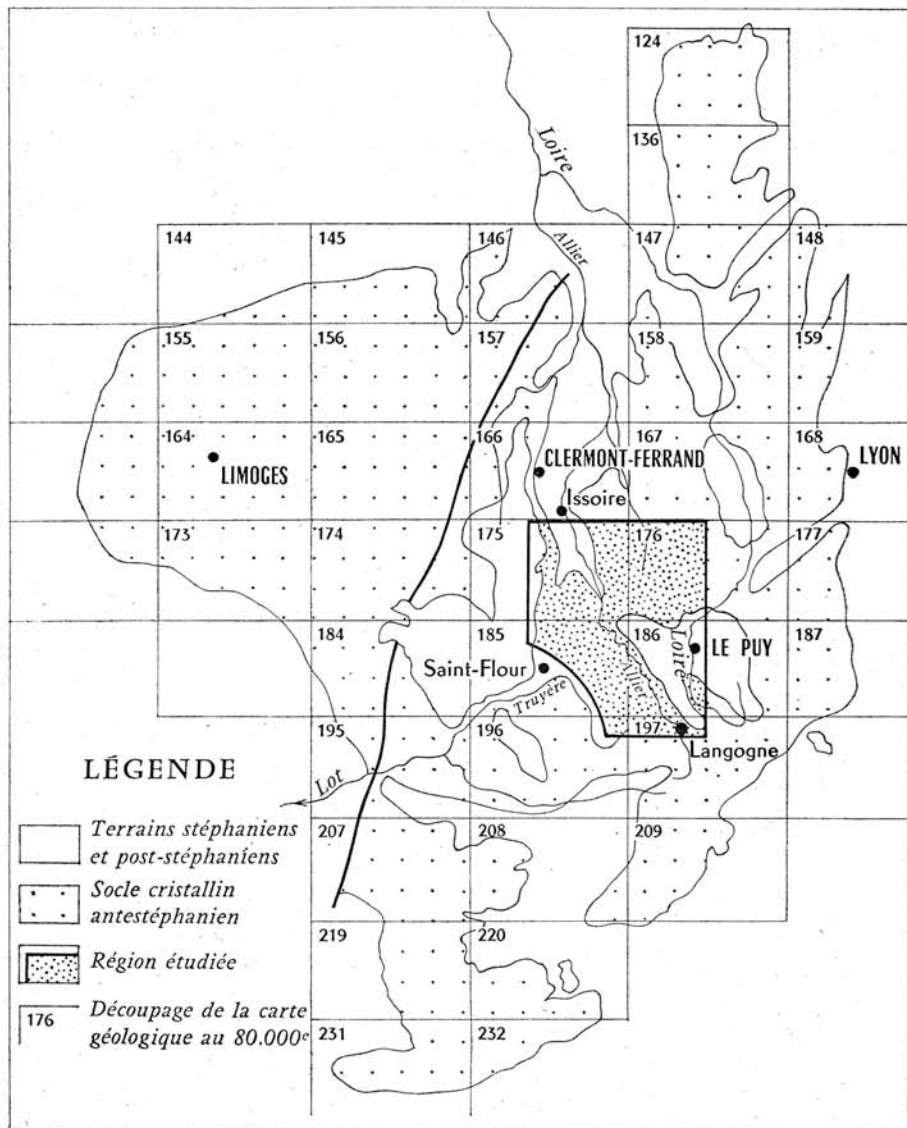 124
136
Loire
144
145
146
Allier
147
148
155
156
157
158
159
164
LIMOGES
165
166
CLERMONT-FERRAND
167
168
LYON
Issoire
173
174
175
176
177
184
185
186
187
Loire
LE PUY
Saint-Flour
Allier
Truyère
195
196
197
Langogne
Lot
LÉGENDE
Terrains stéphaniens
et post-stéphaniens
Socle cristallin
antestéphanien
Région étudiée
176
Découpage de la carte
géologique au 80.000e
207
208
209
219
220
231
232